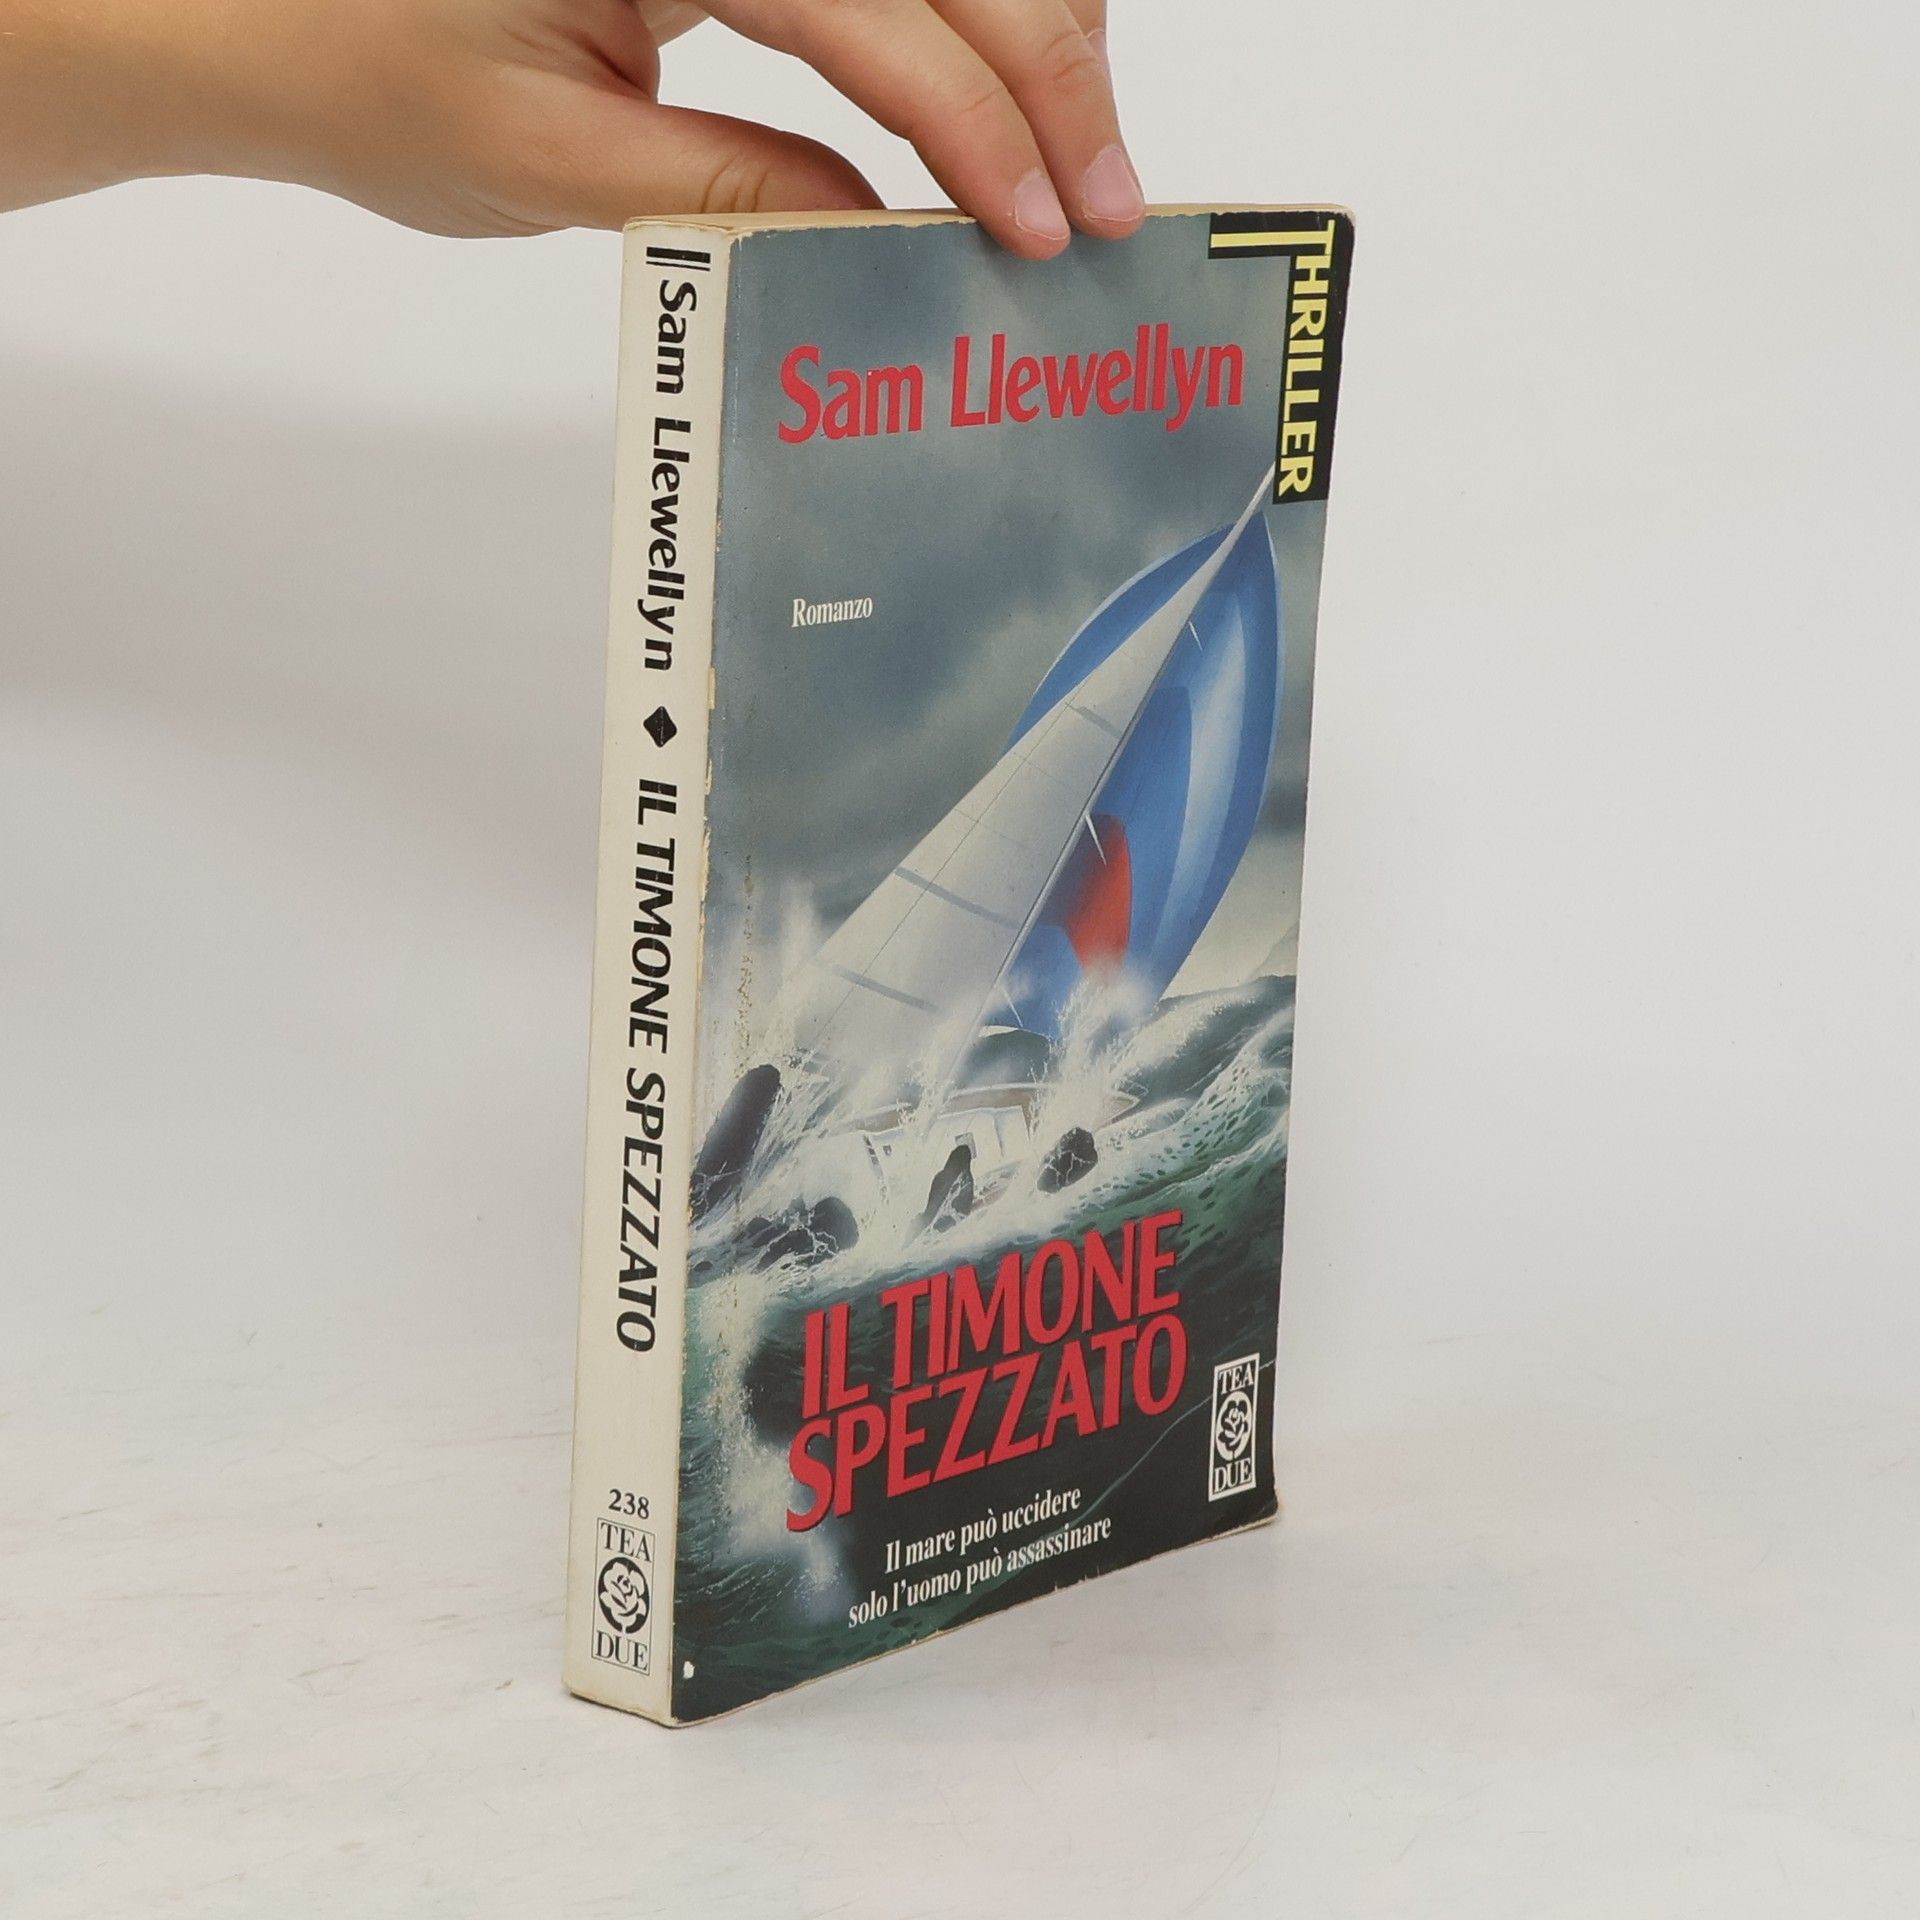 Sam Llewellyn ◆ IL TIMONE SPEZZATO
238
TEA
DUE
THRILLER
Sam Llewellyn
Romanzo
IL TIMONE
SPEZZATO
TEA
DUE
Il mare può uccidere
solo l'uomo può assassinare